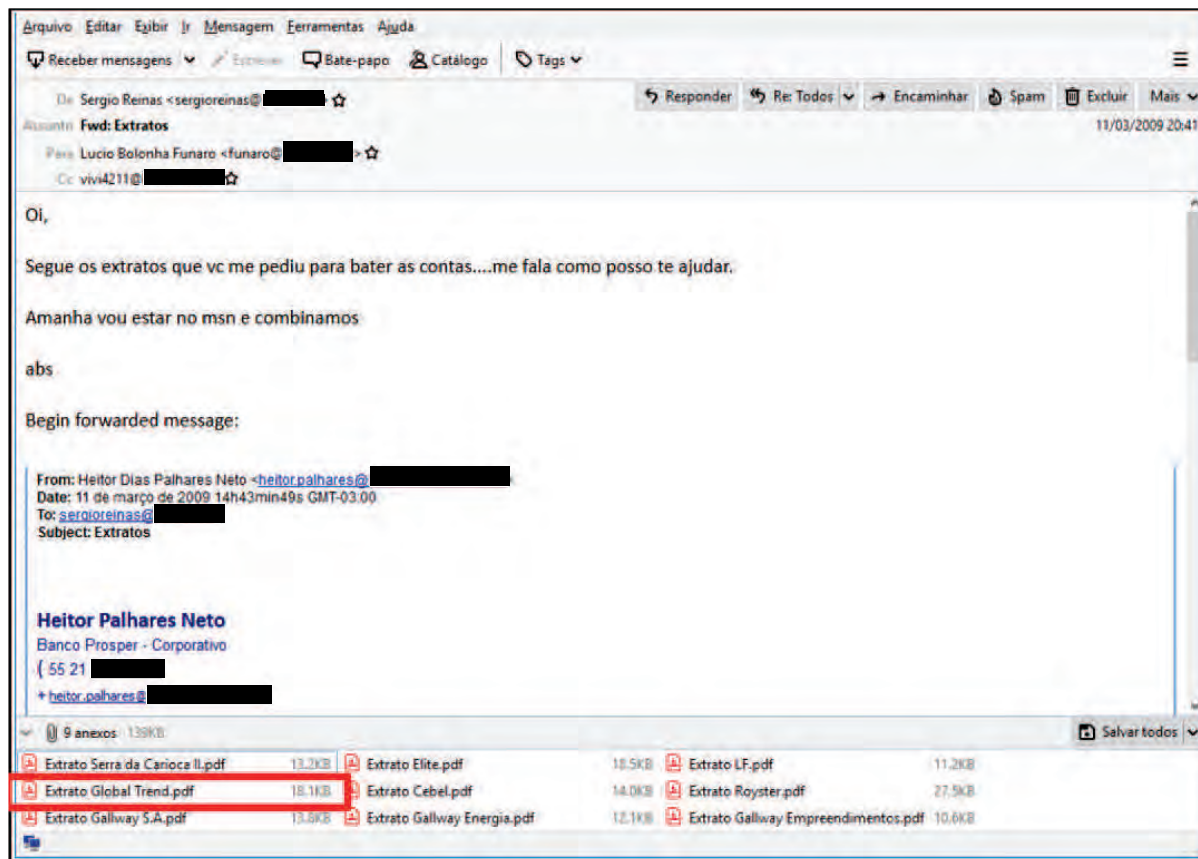 Arquivo Editar Exibir Ir Mensagem Ferramentas Ajuda
Receber mensagens Escrever Bate-papo Catálogo Tags
De Sergio Reinas <sergioreinas@ > Responder Re: Todos Encaminhar Spam Excluir Mais
Assunto Fwd: Extratos 11/03/2009 20:41
Para Lucio Bolonha Funaro <funaro@ >
Cc vivi4211@
Oi,
Segue os extratos que vc me pediu para bater as contas....me fala como posso te ajudar.
Amanha vou estar no msn e combinamos
abs
Begin forwarded message:
From: Heitor Dias Palhares Neto <heitor.palhares@
Date: 11 de março de 2009 14h43min49s GMT-03:00
To: sergioreinas@
Subject: Extratos
Heitor Palhares Neto
Banco Prosper - Corporativo
( 55 21
+ heitor.palhares@
9 anexos 139KB Salvar todos
Extrato Serra da Carioca II.pdf 13.2KB Extrato Elite.pdf 18.5KB Extrato LF.pdf 11.2KB
Extrato Global Trend.pdf 18.1KB Extrato Cebel.pdf 14.0KB Extrato Royster.pdf 27.5KB
Extrato Gallway S.A.pdf 13.8KB Extrato Gallway Energia.pdf 12.1KB Extrato Gallway Empreendimentos.pdf 10.6KB